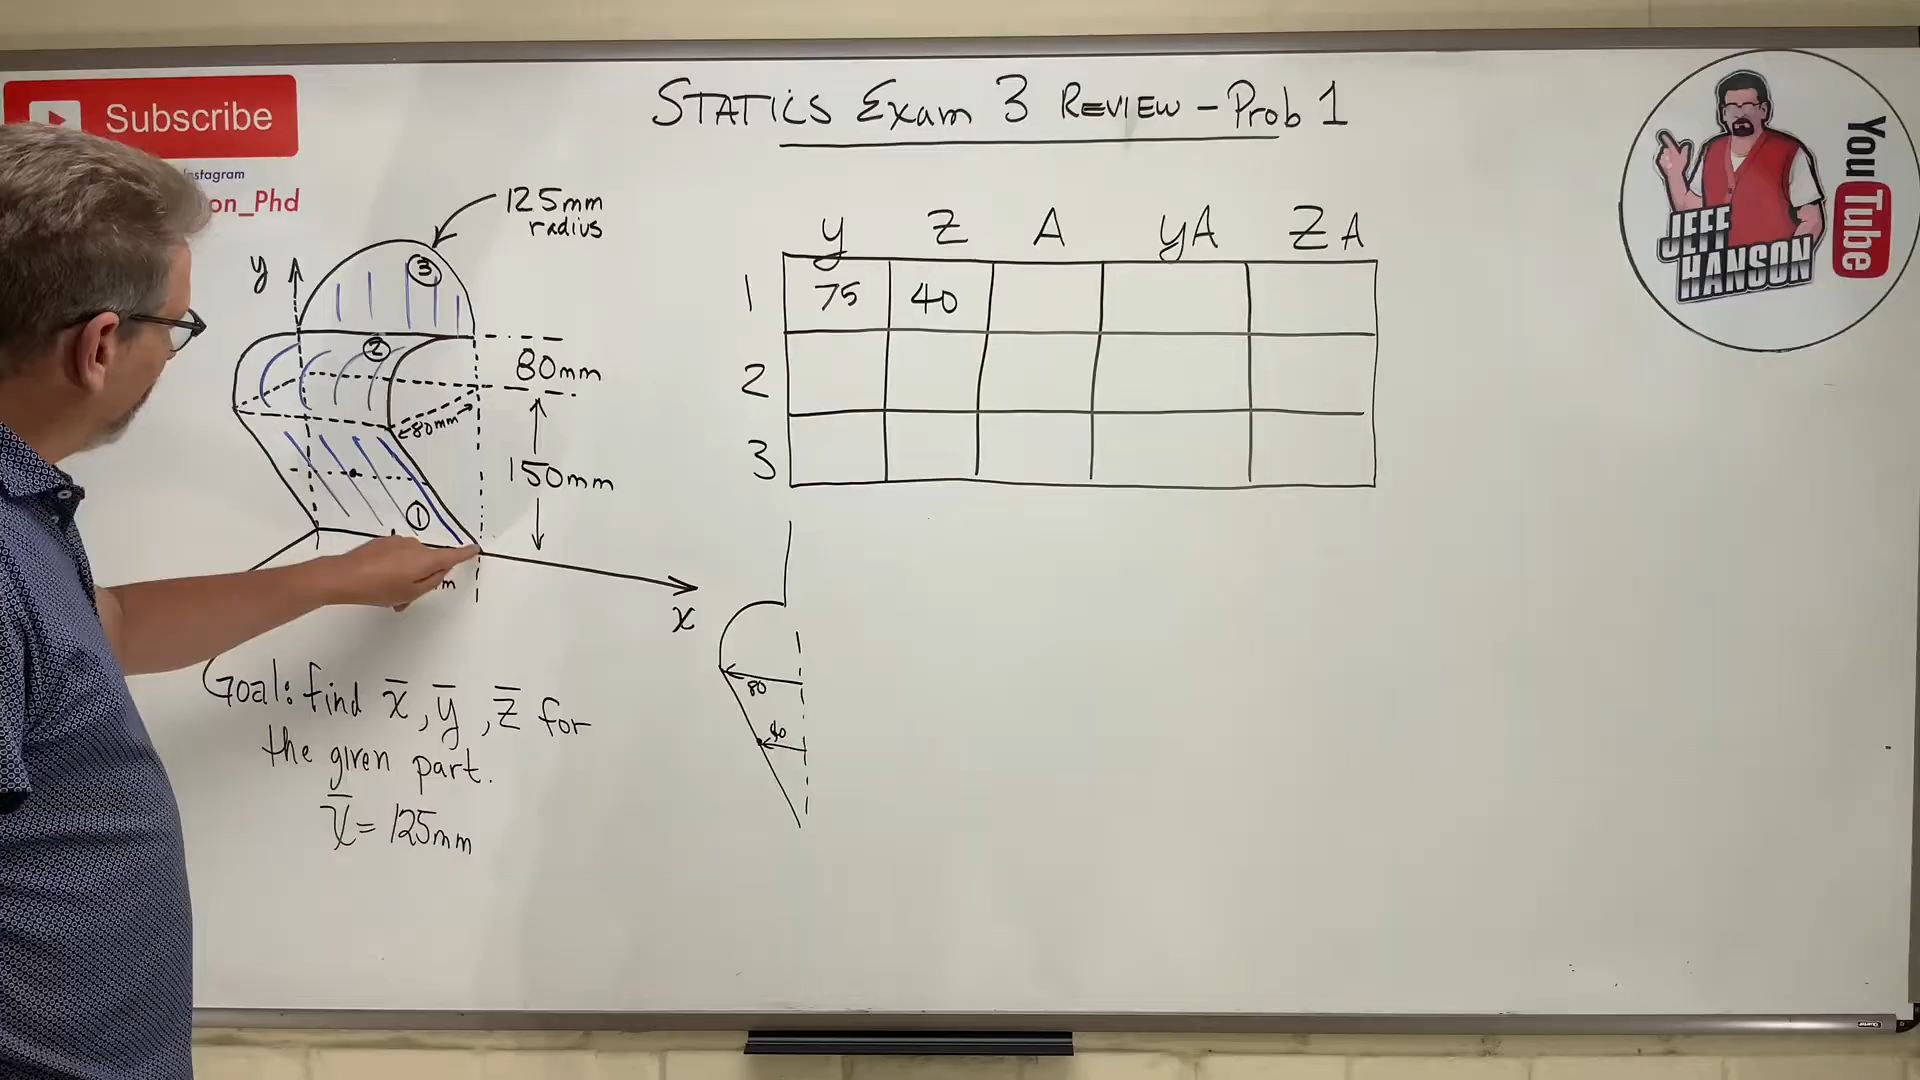 STATICS Exam 3 REVIEW - Prob 1
Subscribe
nstagram
on_Phd
125mm
radius
y
3
2
80mm
80mm
150mm
1
m
x
Goal: find x̄, ȳ, z̄ for
the given part.
x̄ = 125mm
y Z A yA ZA
1 75 40
2
3
80
40
JEFF
HANSON
YouTube